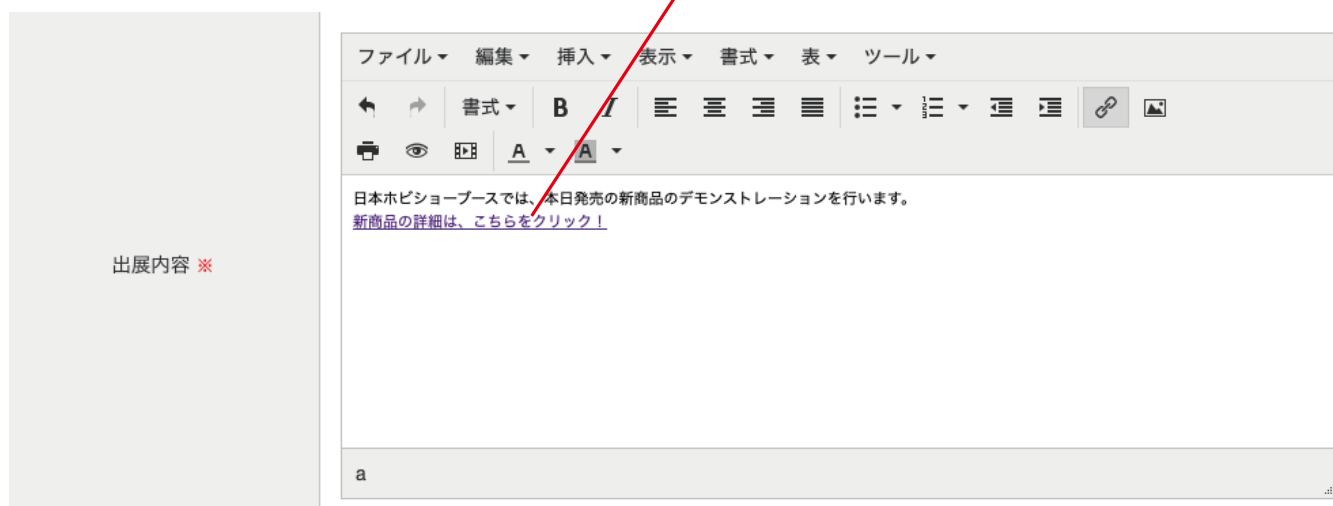 ファイル 編集 挿入 表示 書式 表 ツール
書式 B I
A A
日本ホビショーブースでは、本日発売の新商品のデモンストレーションを行います。
新商品の詳細は、こちらをクリック！
出展内容 ※
a